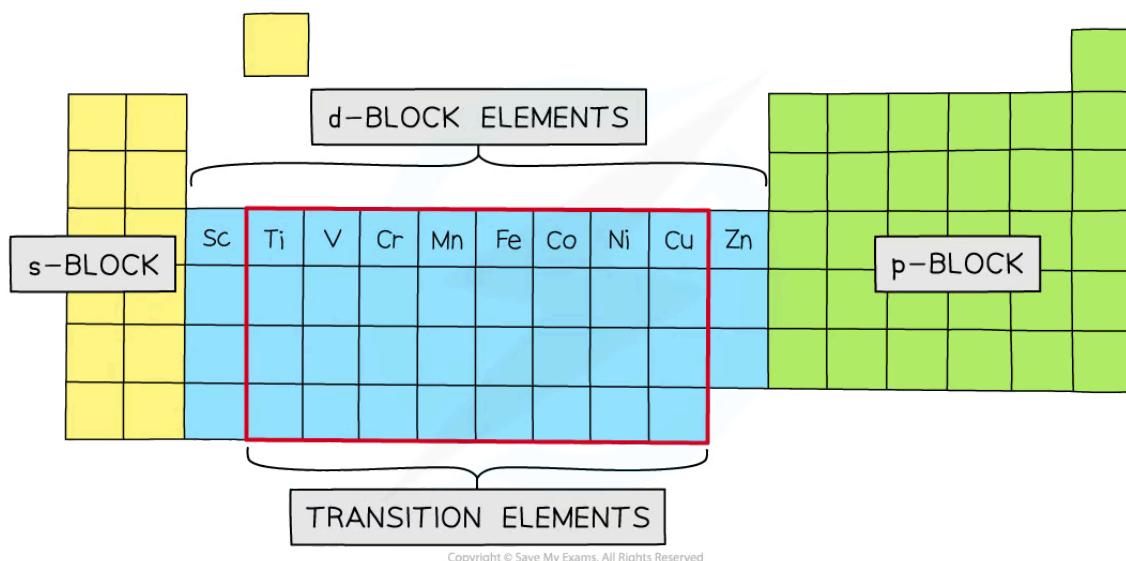 d-BLOCK ELEMENTS
Sc Ti V Cr Mn Fe Co Ni Cu Zn
s-BLOCK
p-BLOCK
TRANSITION ELEMENTS
Copyright © Save My Exams. All Rights Reserved